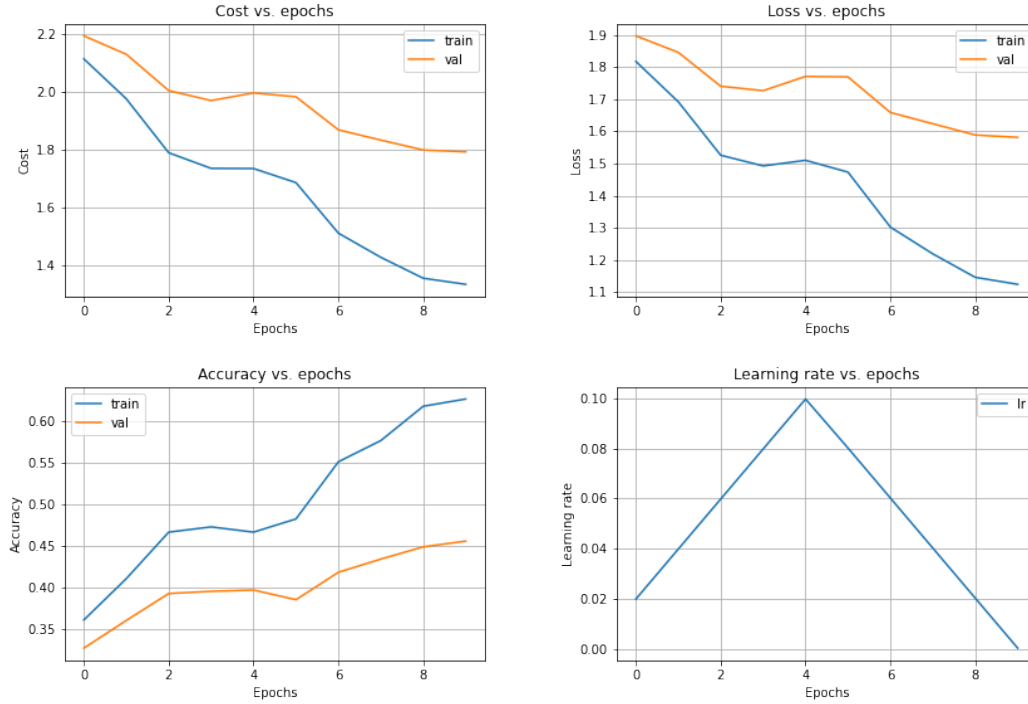 Cost vs. epochs
2.2
2.0
1.8
1.6
1.4
Cost
train
val
0 2 4 6 8
Epochs
Loss vs. epochs
1.9
1.8
1.7
1.6
1.5
1.4
1.3
1.2
1.1
Loss
train
val
0 2 4 6 8
Epochs
Accuracy vs. epochs
0.60
0.55
0.50
0.45
0.40
0.35
Accuracy
train
val
0 2 4 6 8
Epochs
Learning rate vs. epochs
0.10
0.08
0.06
0.04
0.02
0.00
Learning rate
lr
0 2 4 6 8
Epochs